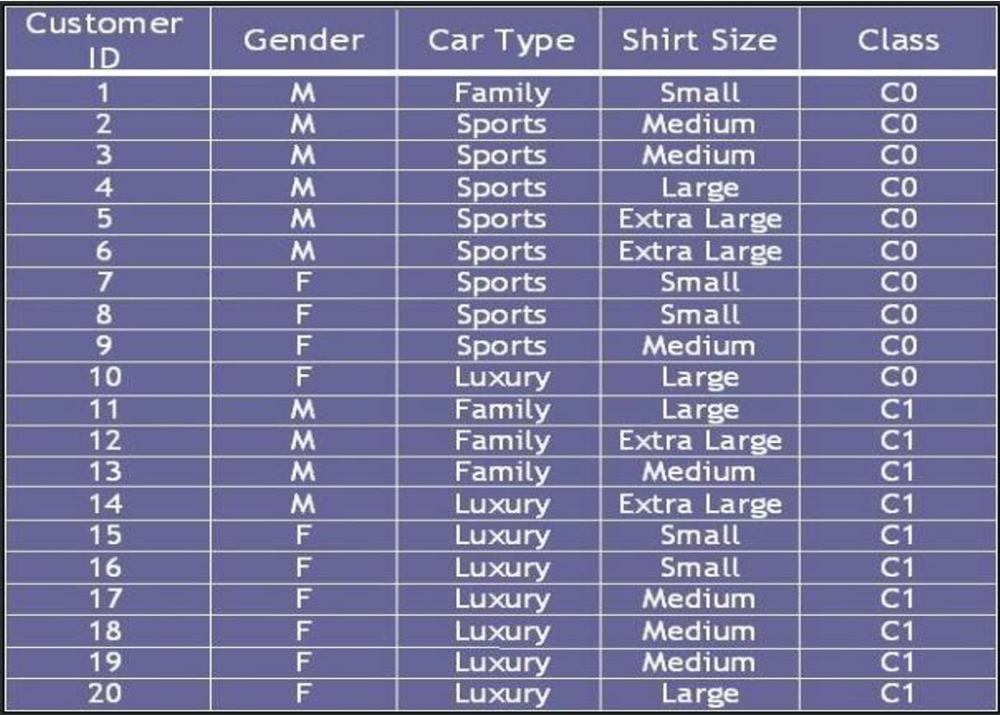 Customer ID Gender Car Type Shirt Size Class
1 M Family Small C0
2 M Sports Medium C0
3 M Sports Medium C0
4 M Sports Large C0
5 M Sports Extra Large C0
6 M Sports Extra Large C0
7 F Sports Small C0
8 F Sports Small C0
9 F Sports Medium C0
10 F Luxury Large C0
11 M Family Large C1
12 M Family Extra Large C1
13 M Family Medium C1
14 M Luxury Extra Large C1
15 F Luxury Small C1
16 F Luxury Small C1
17 F Luxury Medium C1
18 F Luxury Medium C1
19 F Luxury Medium C1
20 F Luxury Large C1